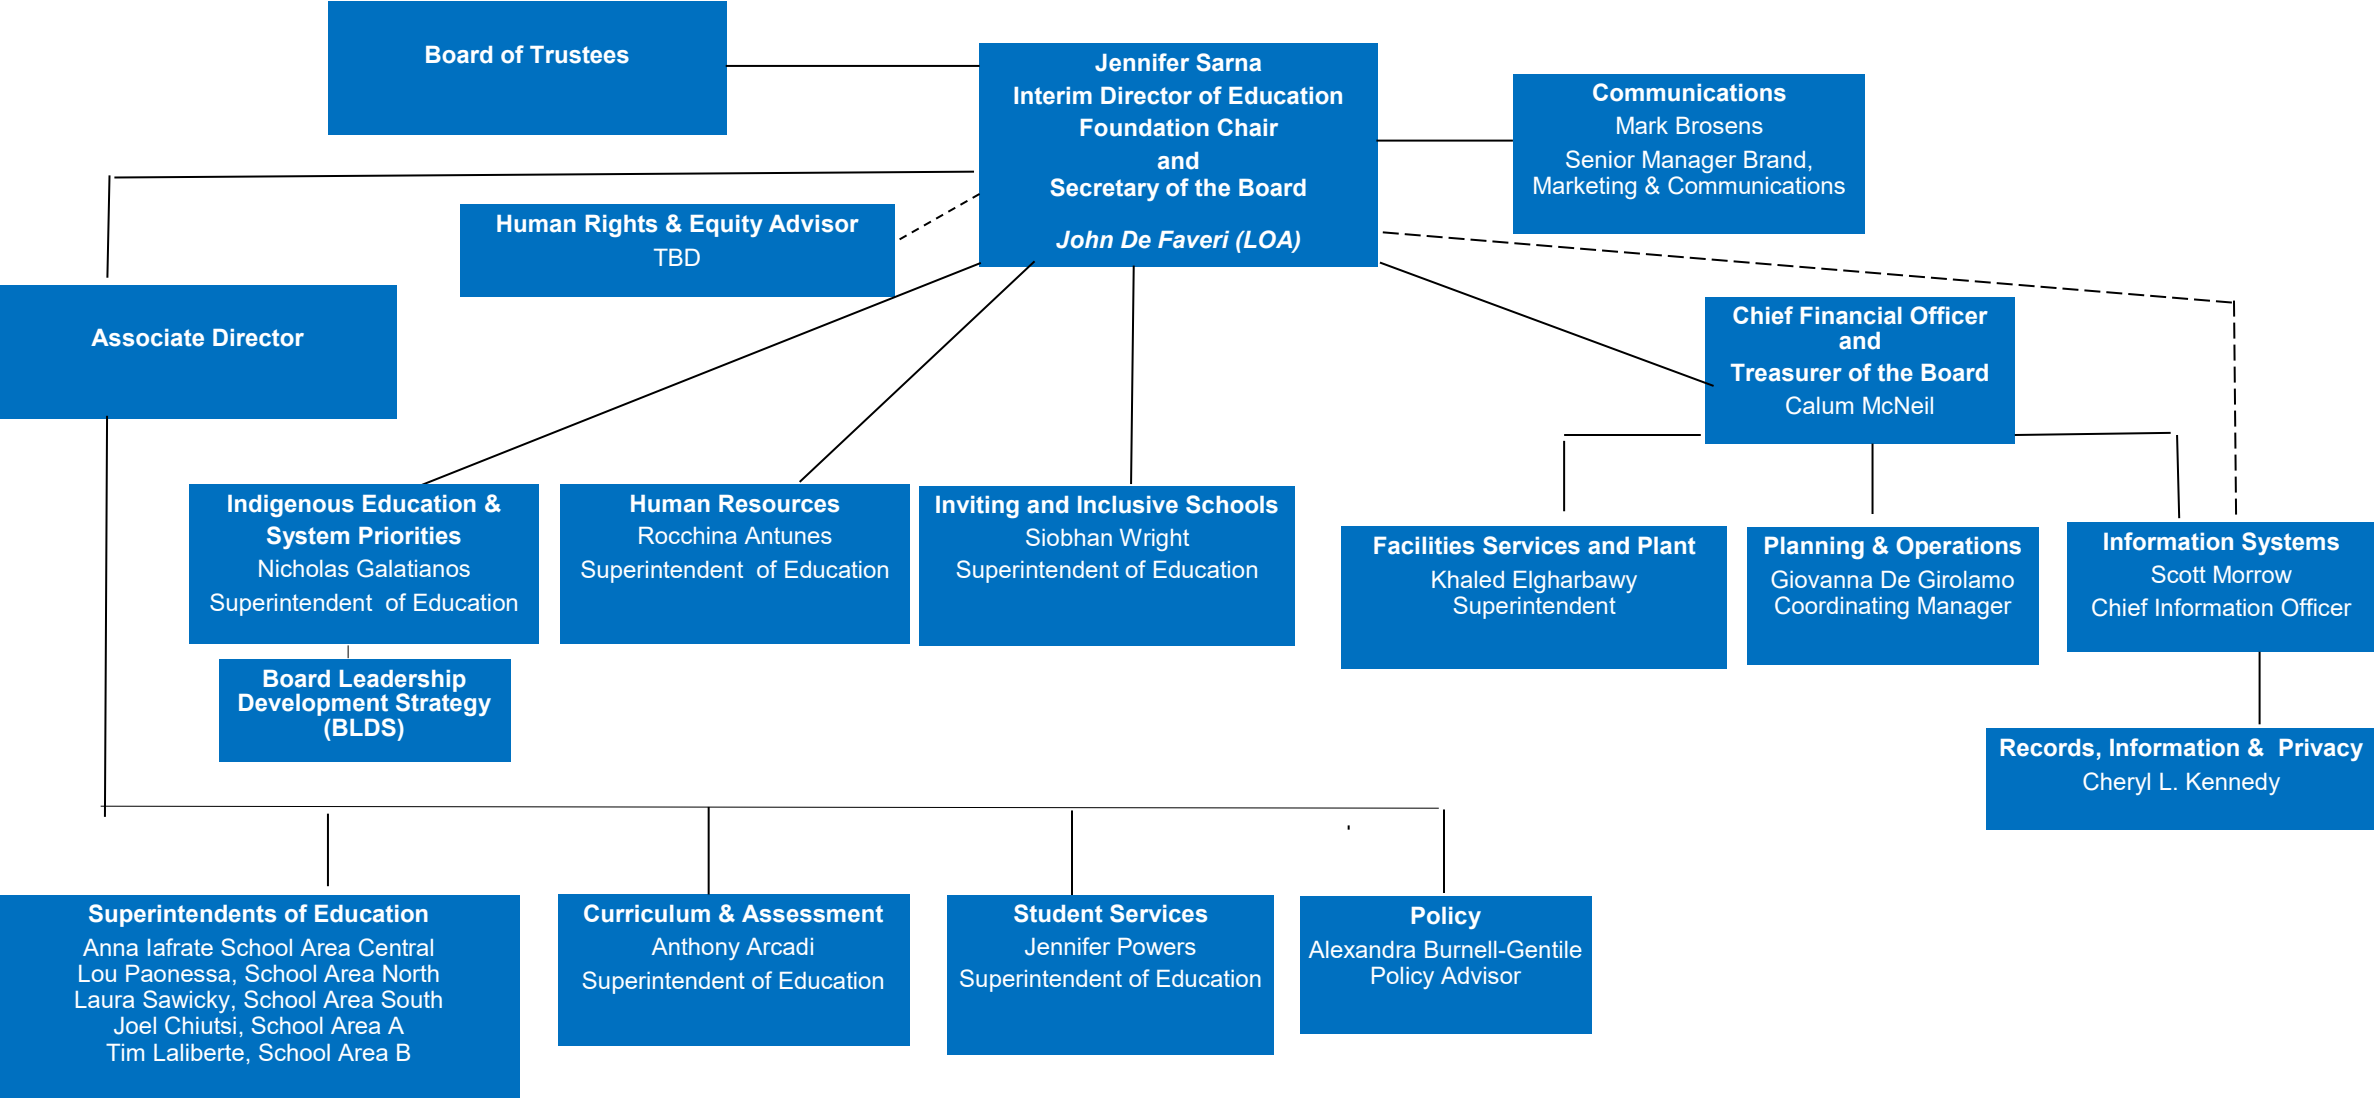 Board of Trustees
Jennifer Sarna
Interim Director of Education
Foundation Chair
and
Secretary of the Board
John De Faveri (LOA)
Communications
Mark Brosens
Senior Manager Brand,
Marketing & Communications
Human Rights & Equity Advisor
TBD
Associate Director
Chief Financial Officer
and
Treasurer of the Board
Calum McNeil
Indigenous Education &
System Priorities
Nicholas Galatianos
Superintendent of Education
Human Resources
Rocchina Antunes
Superintendent of Education
Inviting and Inclusive Schools
Siobhan Wright
Superintendent of Education
Facilities Services and Plant
Khaled Elgharbawy
Superintendent
Planning & Operations
Giovanna De Girolamo
Coordinating Manager
Information Systems
Scott Morrow
Chief Information Officer
Board Leadership
Development Strategy
(BLDS)
Records, Information & Privacy
Cheryl L. Kennedy
Superintendents of Education
Anna Iafrate School Area Central
Lou Paonessa, School Area North
Laura Sawicky, School Area South
Joel Chiutsi, School Area A
Tim Laliberte, School Area B
Curriculum & Assessment
Anthony Arcadi
Superintendent of Education
Student Services
Jennifer Powers
Superintendent of Education
Policy
Alexandra Burnell-Gentile
Policy Advisor